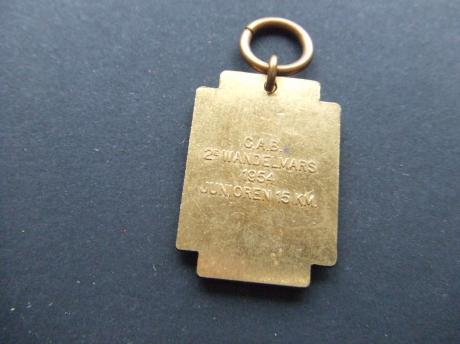 C.A.B.
2e WANDELMARS
1954
JUNIOREN 15 KM.